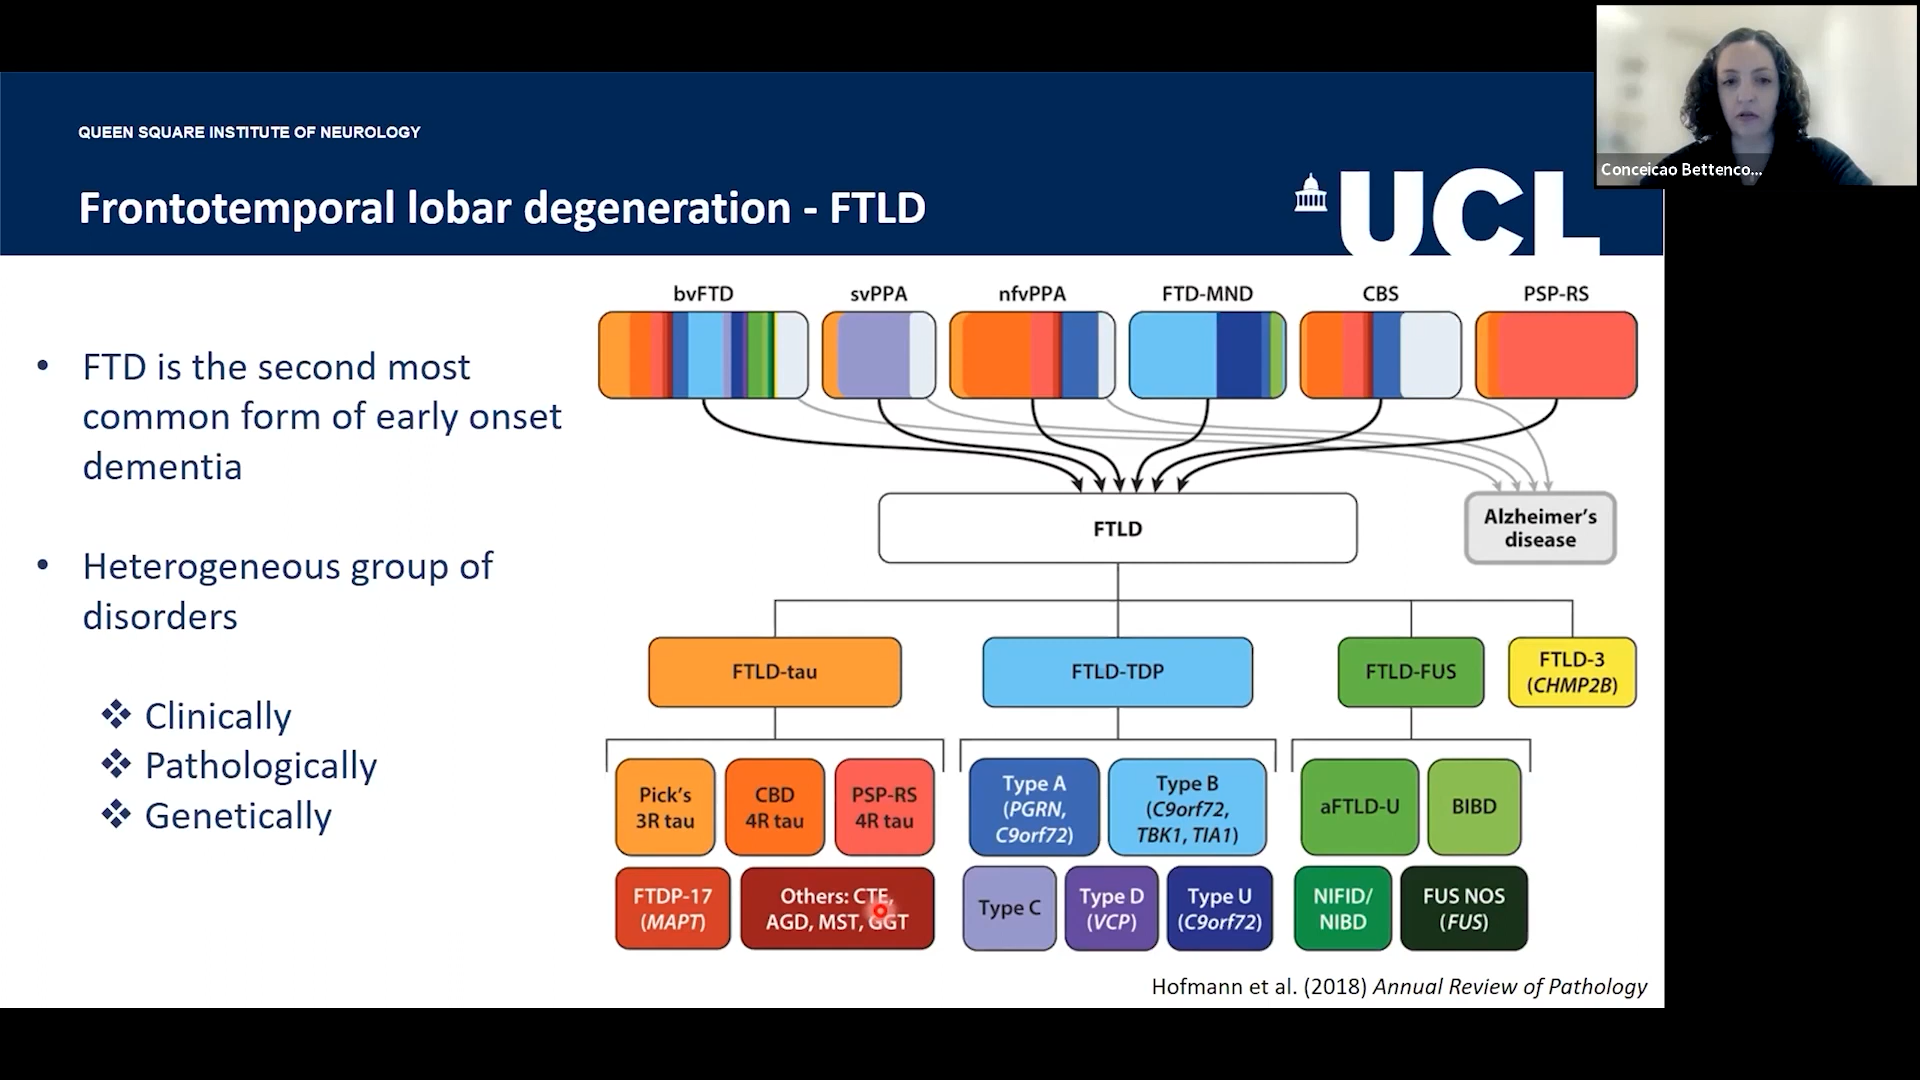 QUEEN SQUARE INSTITUTE OF NEUROLOGY
Frontotemporal lobar degeneration - FTLD
UCL
Conceicao Bettenco...
• FTD is the second most
common form of early onset
dementia
• Heterogeneous group of
disorders
❖ Clinically
❖ Pathologically
❖ Genetically
bvFTD
svPPA
nfvPPA
FTD-MND
CBS
PSP-RS
FTLD
Alzheimer's
disease
FTLD-tau
FTLD-TDP
FTLD-FUS
FTLD-3
(CHMP2B)
Pick's
3R tau
CBD
4R tau
PSP-RS
4R tau
Type A
(PGRN,
C9orf72)
Type B
(C9orf72,
TBK1, TIA1)
aFTLD-U
BIBD
FTDP-17
(MAPT)
Others: CTE,
AGD, MST, GGT
Type C
Type D
(VCP)
Type U
(C9orf72)
NIFID/
NIBD
FUS NOS
(FUS)
Hofmann et al. (2018) Annual Review of Pathology